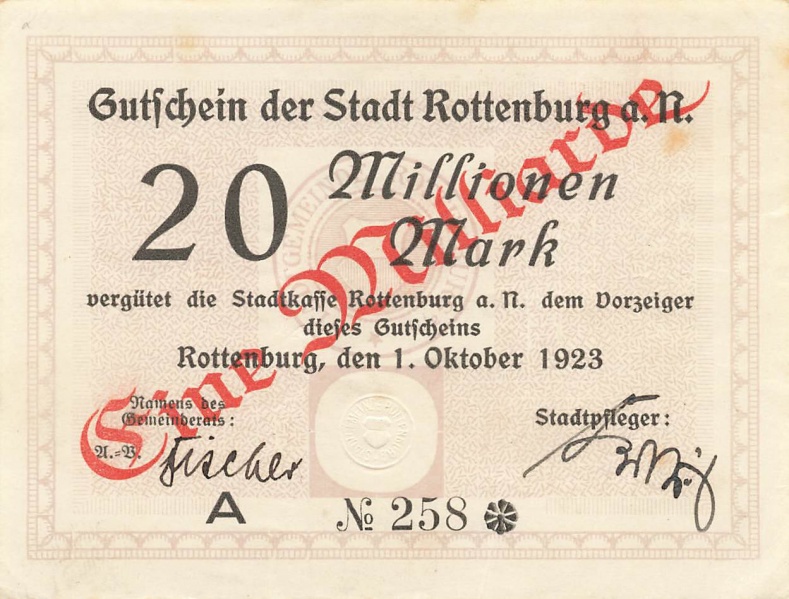 Gutschein der Stadt Rottenburg a. N.
20 Millionen
Mark
Eine Milliarde
vergütet die Stadtkasse Rottenburg a. N. dem Vorzeiger
dieses Gutscheins
Rottenburg, den 1. Oktober 1923
Namens des
Gemeinderats:
Stadtpfleger:
A.-V.
Fischer
A
№ 258